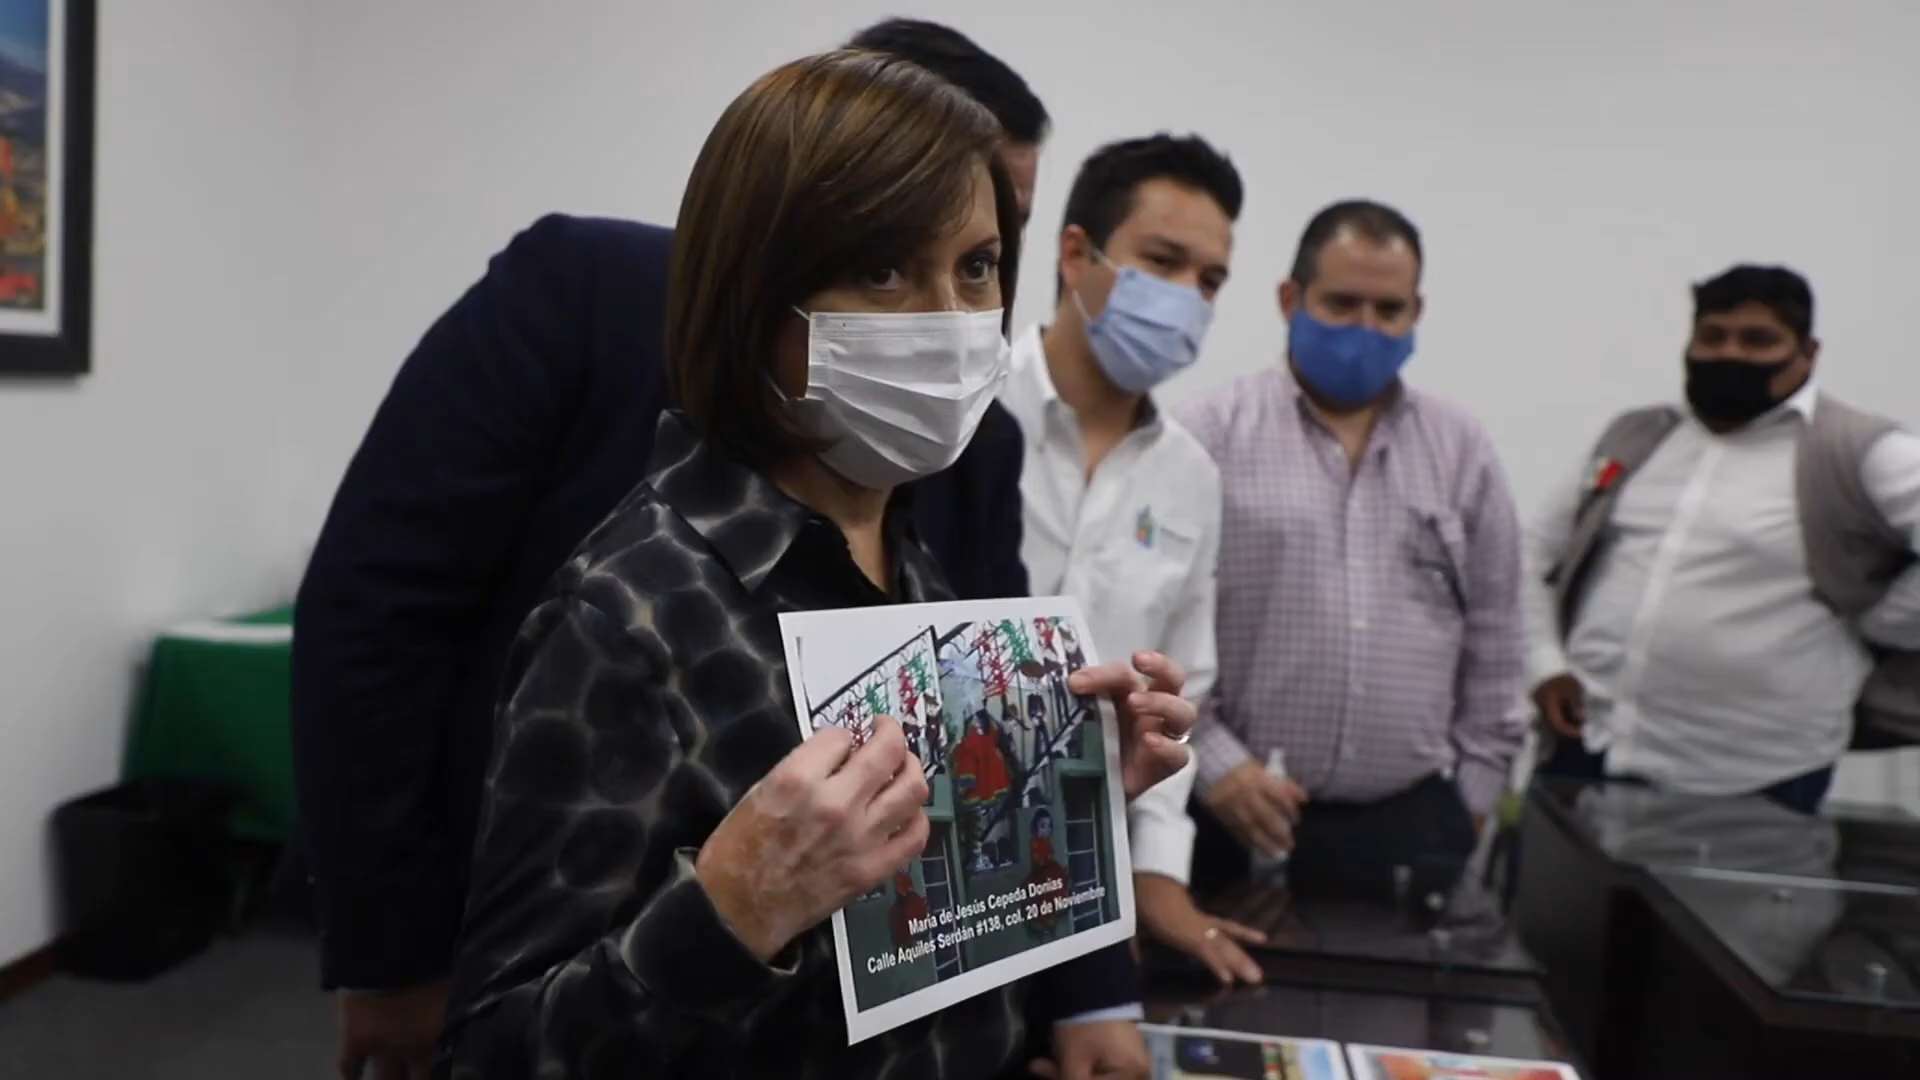 María de Jesús Cepeda Donias
Calle Aquiles Serdán #138, col. 20 de Noviembre